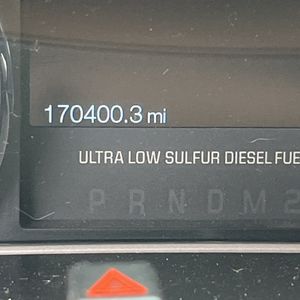 170400.3 mi
ULTRA LOW SULFUR DIESEL FUE
P R N D M 2